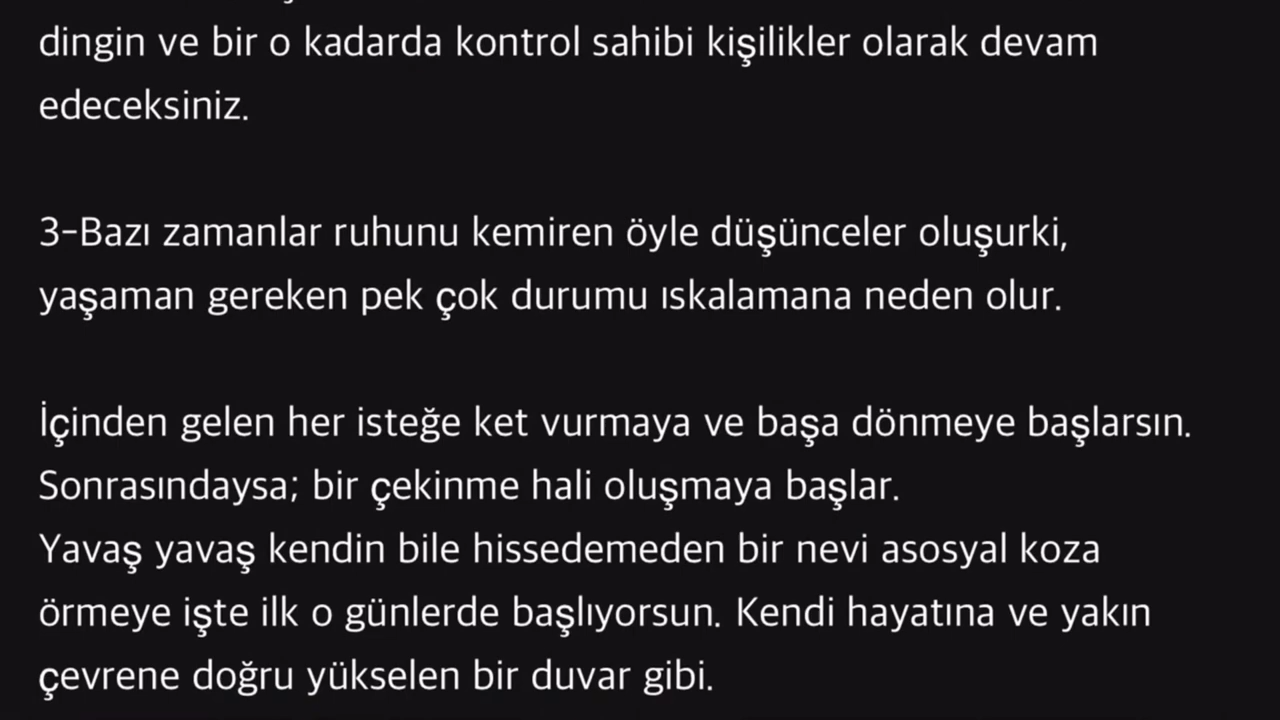 dingin ve bir o kadarda kontrol sahibi kişilikler olarak devam
edeceksiniz.
3-Bazı zamanlar ruhunu kemiren öyle düşünceler oluşurki,
yaşaman gereken pek çok durumu ıskalamana neden olur.
İçinden gelen her isteğe ket vurmaya ve başa dönmeye başlarsın.
Sonrasındaysa; bir çekinme hali oluşmaya başlar.
Yavaş yavaş kendin bile hissedemeden bir nevi asosyal koza
örmeye işte ilk o günlerde başlıyorsun. Kendi hayatına ve yakın
çevrene doğru yükselen bir duvar gibi.